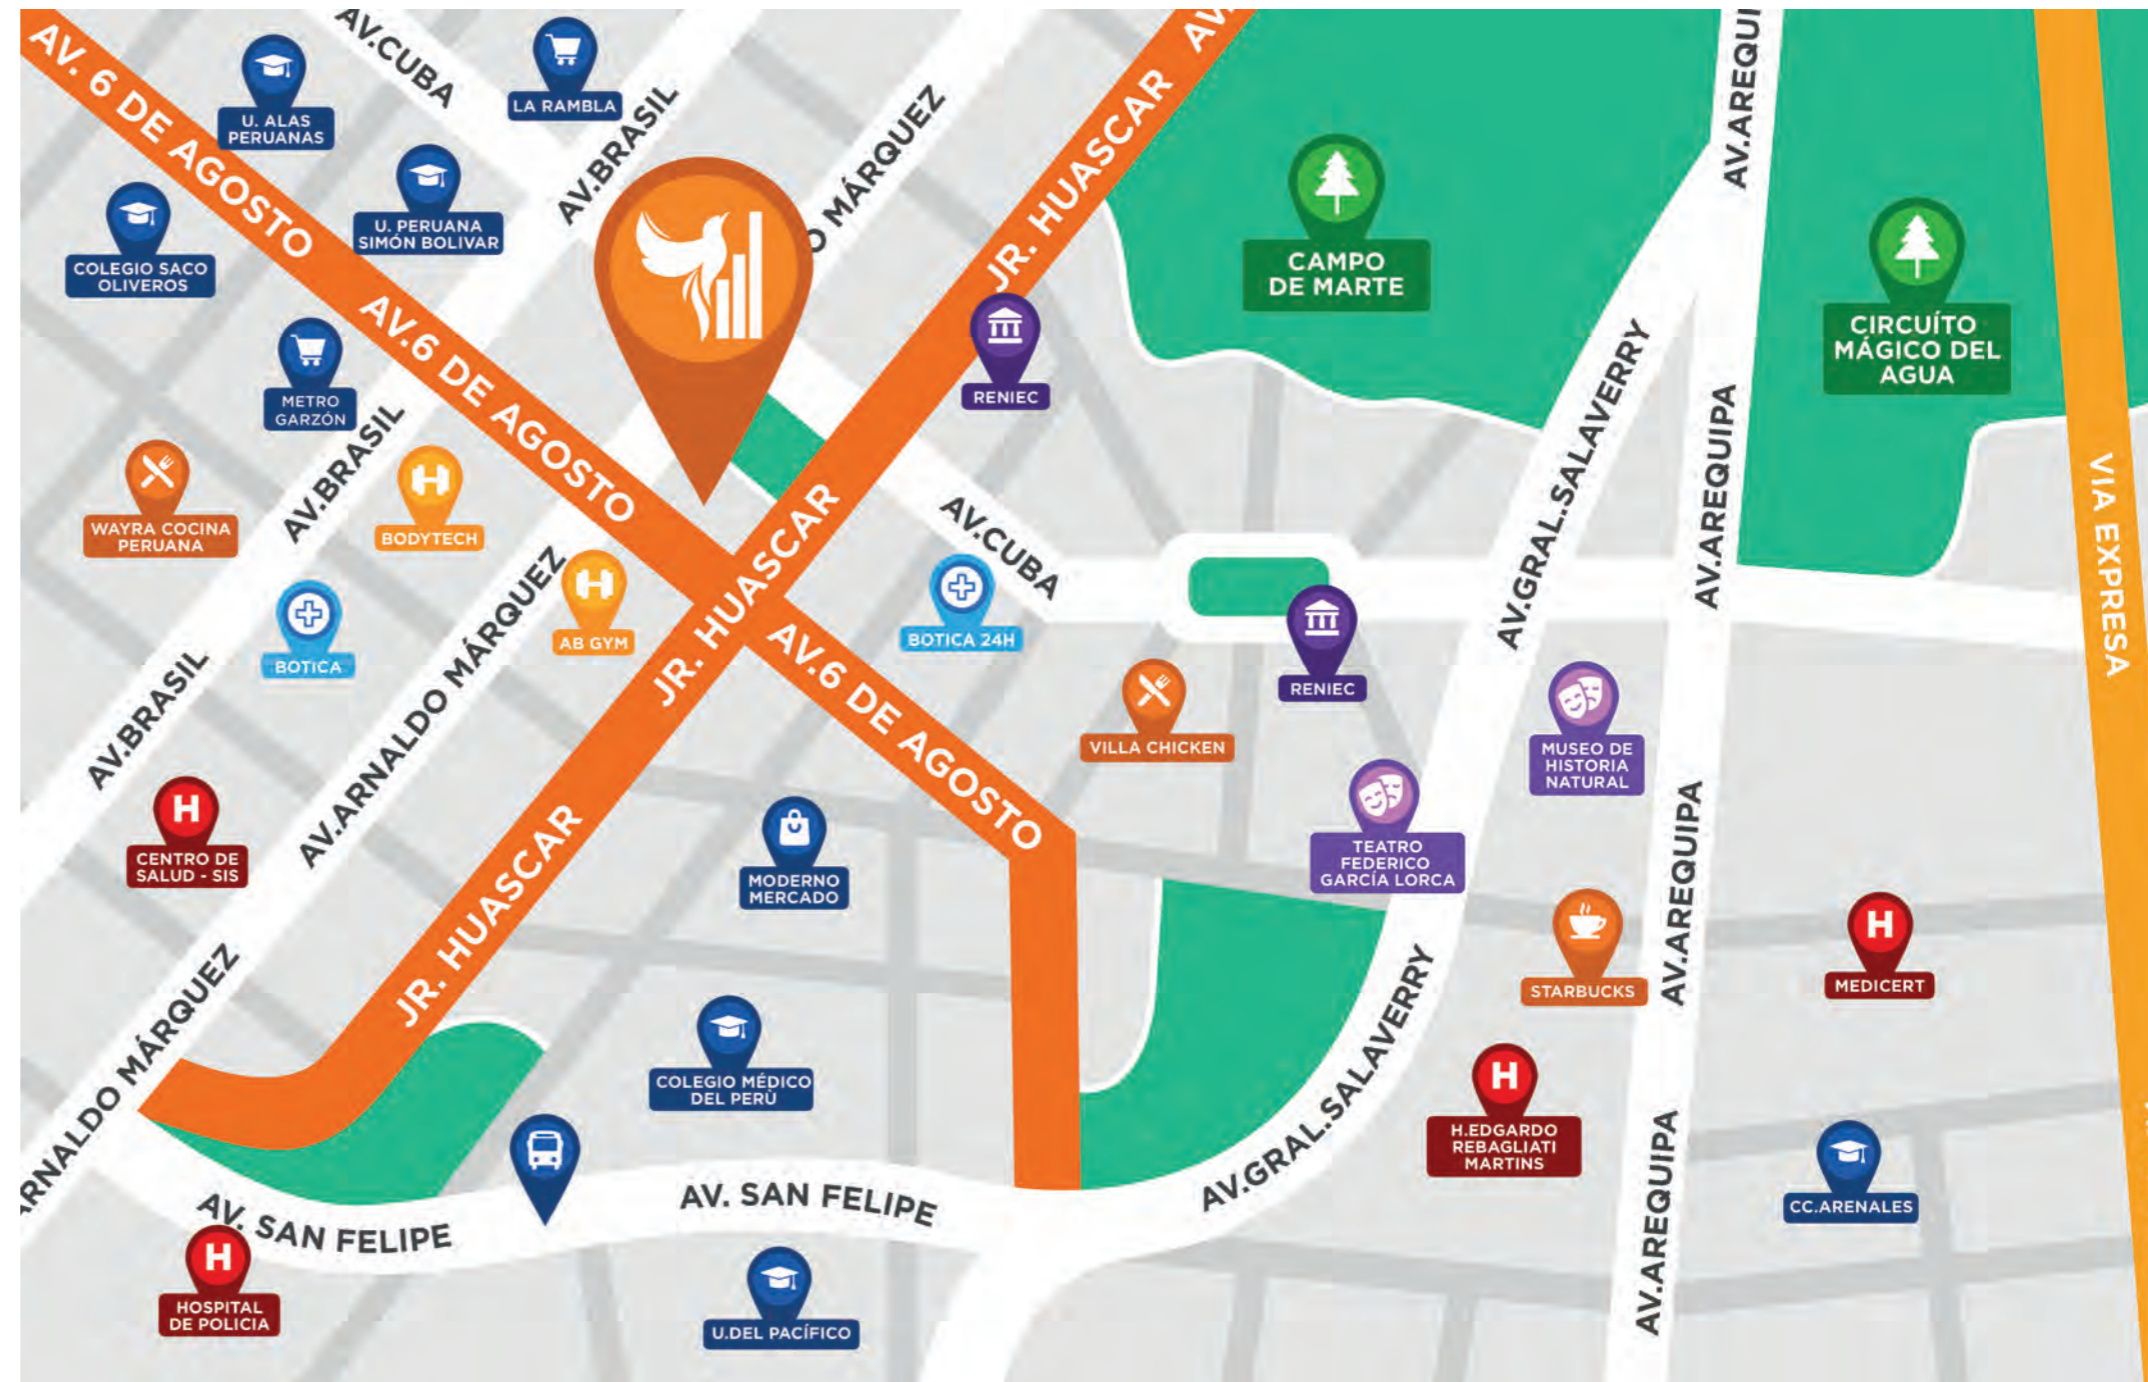 AV. 6 DE AGOSTO
AV.CUBA
LA RAMBLA
U. ALAS
PERUANAS
AV.BRASIL
U. PERUANA
SIMÓN BOLIVAR
COLEGIO SACO
OLIVEROS
O MÁRQUEZ
JR. HUASCAR
AV.
AV.AREQUI
AV.AREQUI
CAMPO
DE MARTE
CIRCUÍTO
MÁGICO DEL
AGUA
AV.6 DE AGOSTO
METRO
GARZÓN
RENIEC
AV.BRASIL
WAYRA COCINA
PERUANA
BODYTECH
AV.GRAL.SALAVERRY
AV.AREQUIPA
VIA EXPRESA
AV.CUBA
JR. HUASCAR
AB GYM
BOTICA 24H
BOTICA
RENIEC
AV.BRASIL
AV.ARNALDO MÁRQUEZ
AV.6 DE AGOSTO
VILLA CHICKEN
MUSEO DE
HISTORIA
NATURAL
CENTRO DE
SALUD - SIS
JR. HUASCAR
MODERNO
MERCADO
TEATRO
FEDERICO
GARCÍA LORCA
AV.AREQUIPA
STARBUCKS
H
MEDICERT
ARNALDO MÁRQUEZ
COLEGIO MÉDICO
DEL PERÙ
AV.GRAL.SALAVERRY
H
H.EDGARDO
REBAGLIATI
MARTINS
AV.AREQUIPA
CC.ARENALES
AV. SAN FELIPE
AV. SAN FELIPE
H
HOSPITAL
DE POLICIA
U.DEL PACÍFICO
H